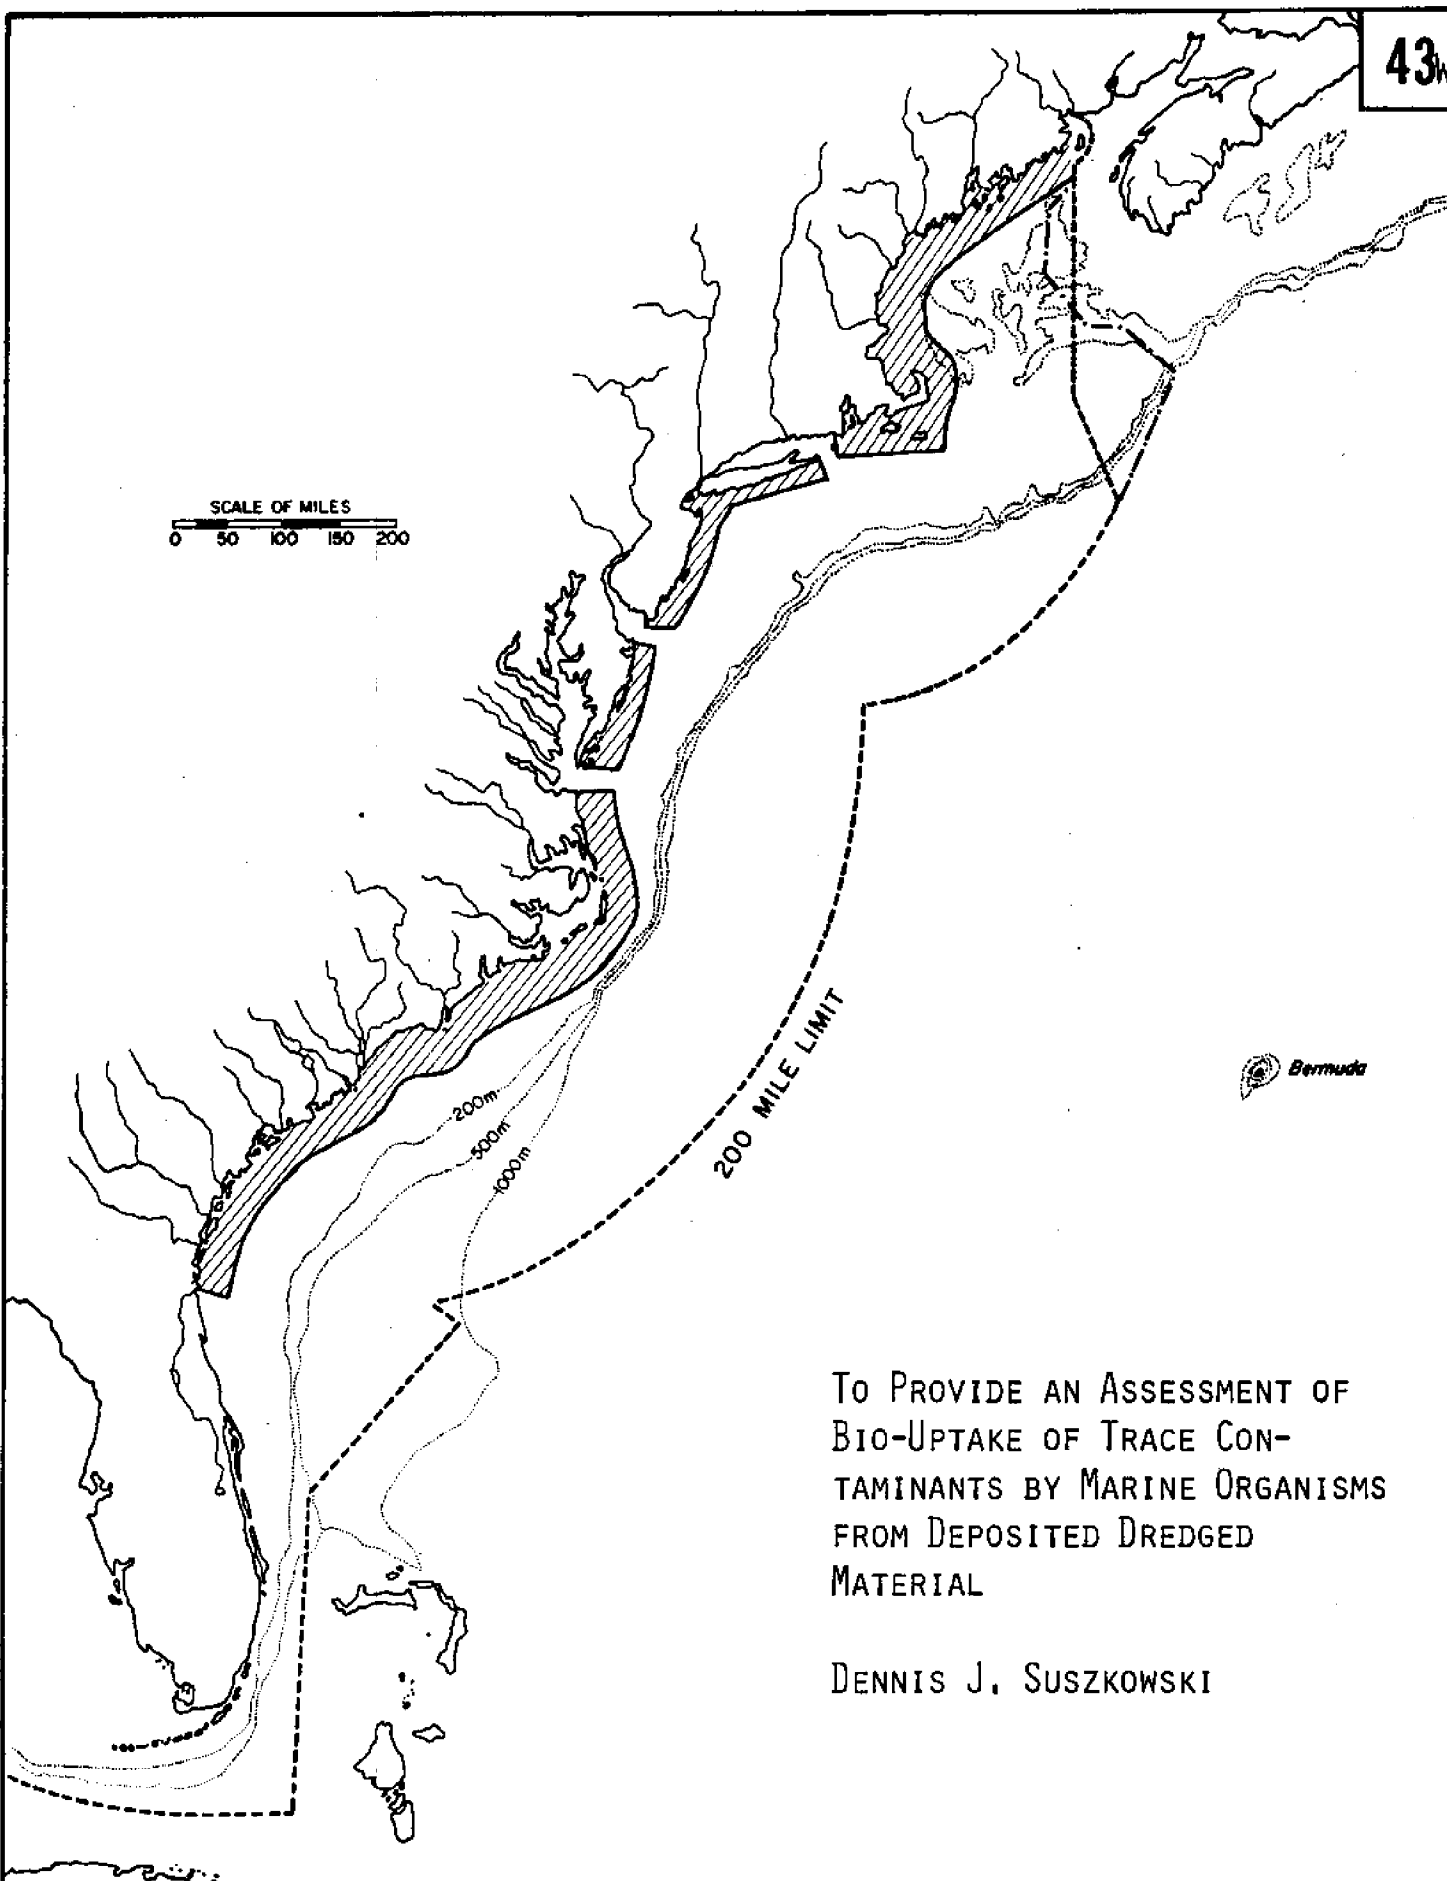 43
SCALE OF MILES
0 50 100 150 200
200 MILE LIMIT
Bermuda
200m
500m
1000m
TO PROVIDE AN ASSESSMENT OF
BIO-UPTAKE OF TRACE CON-
TAMINANTS BY MARINE ORGANISMS
FROM DEPOSITED DREDGED
MATERIAL
DENNIS J. SUSZKOWSKI